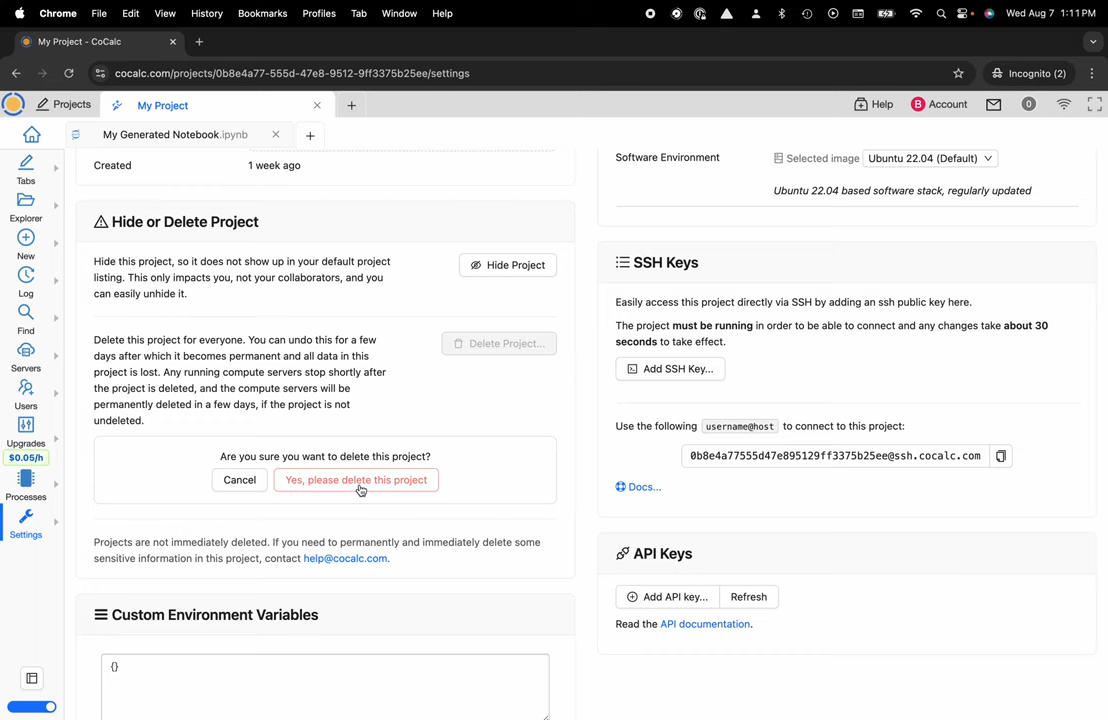 Chrome File Edit View History Bookmarks Profiles Tab Window Help Wed Aug 7 1:11 PM
My Project - CoCalc
cocalc.com/projects/0b8e4a77-555d-47e8-9512-9ff3375b25ee/settings Incognito (2)
Projects My Project Help B Account 0
My Generated Notebook.ipynb
Tabs
Explorer
New
Log
Find
Servers
Users
Upgrades
$0.05/h
Processes
Settings
Created 1 week ago
Hide or Delete Project
Hide this project, so it does not show up in your default project
listing. This only impacts you, not your collaborators, and you
can easily unhide it.
Hide Project
Delete this project for everyone. You can undo this for a few
days after which it becomes permanent and all data in this
project is lost. Any running compute servers stop shortly after
the project is deleted, and the compute servers will be
permanently deleted in a few days, if the project is not
undeleted.
Delete Project...
Are you sure you want to delete this project?
Cancel Yes, please delete this project
Projects are not immediately deleted. If you need to permanently and immediately delete some
sensitive information in this project, contact help@cocalc.com.
Custom Environment Variables
{}
Software Environment Selected image Ubuntu 22.04 (Default)
Ubuntu 22.04 based software stack, regularly updated
SSH Keys
Easily access this project directly via SSH by adding an ssh public key here.
The project must be running in order to be able to connect and any changes take about 30
seconds to take effect.
Add SSH Key...
Use the following username@host to connect to this project:
0b8e4a77555d47e895129ff3375b25ee@ssh.cocalc.com
Docs...
API Keys
Add API key... Refresh
Read the API documentation.